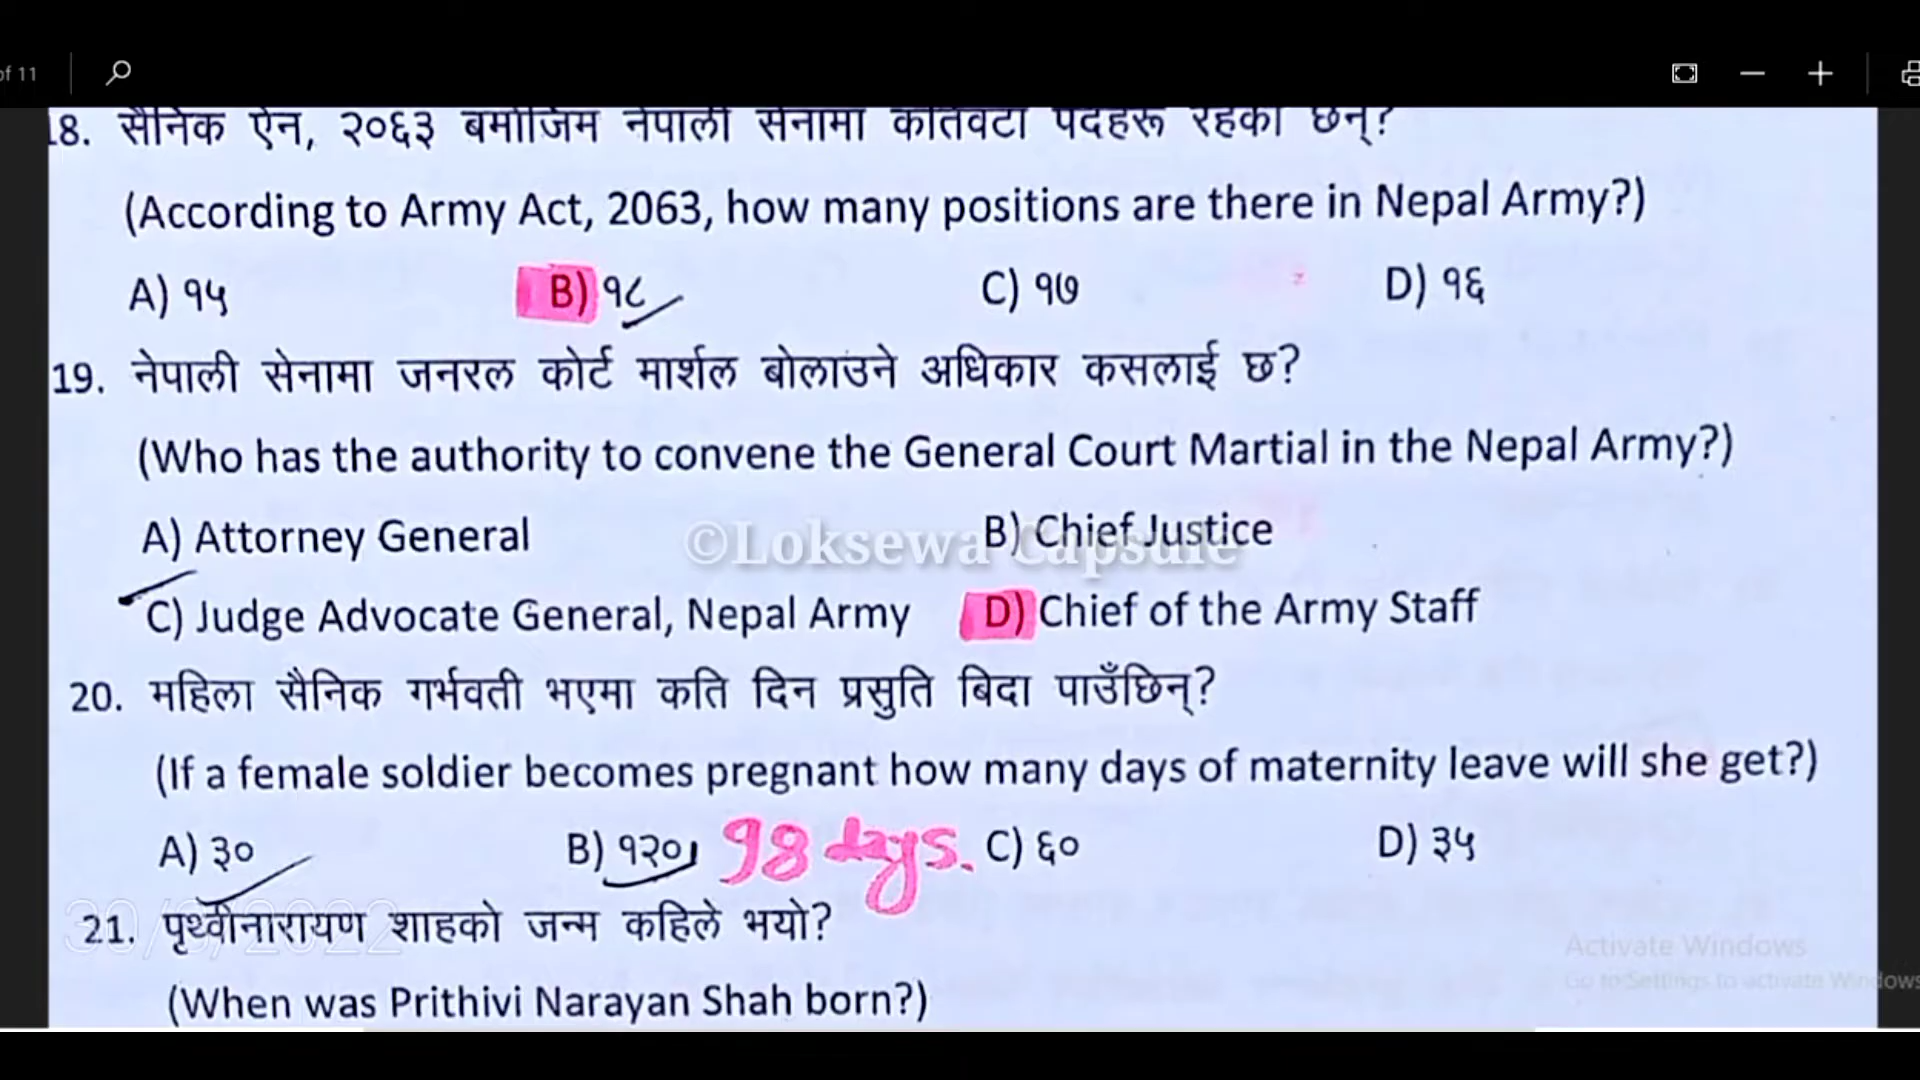 of 11
18. सैनिक ऐन, २०६३ बमोजिम नेपाली सेनामा कतिवटा पदहरू रहेका छन्?
(According to Army Act, 2063, how many positions are there in Nepal Army?)
A) १५ B) १८ C) १७ D) १६
19. नेपाली सेनामा जनरल कोर्ट मार्शल बोलाउने अधिकार कसलाई छ?
(Who has the authority to convene the General Court Martial in the Nepal Army?)
A) Attorney General B) Chief Justice
©Loksewa Capsule
C) Judge Advocate General, Nepal Army D) Chief of the Army Staff
20. महिला सैनिक गर्भवती भएमा कति दिन प्रसुति बिदा पाउँछिन्?
(If a female soldier becomes pregnant how many days of maternity leave will she get?)
A) ३० B) १२० 98 days. C) ६० D) ३५
30/6/2022
21. पृथ्वीनारायण शाहको जन्म कहिले भयो?
Activate Windows
Go to Settings to activate Windows
(When was Prithivi Narayan Shah born?)